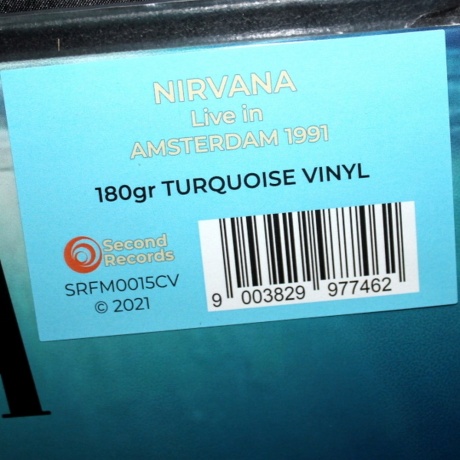 NIRVANA
Live in
AMSTERDAM 1991
180gr TURQUOISE VINYL
Second
Records
SRFM0015CV
© 2021
9 003829 977462